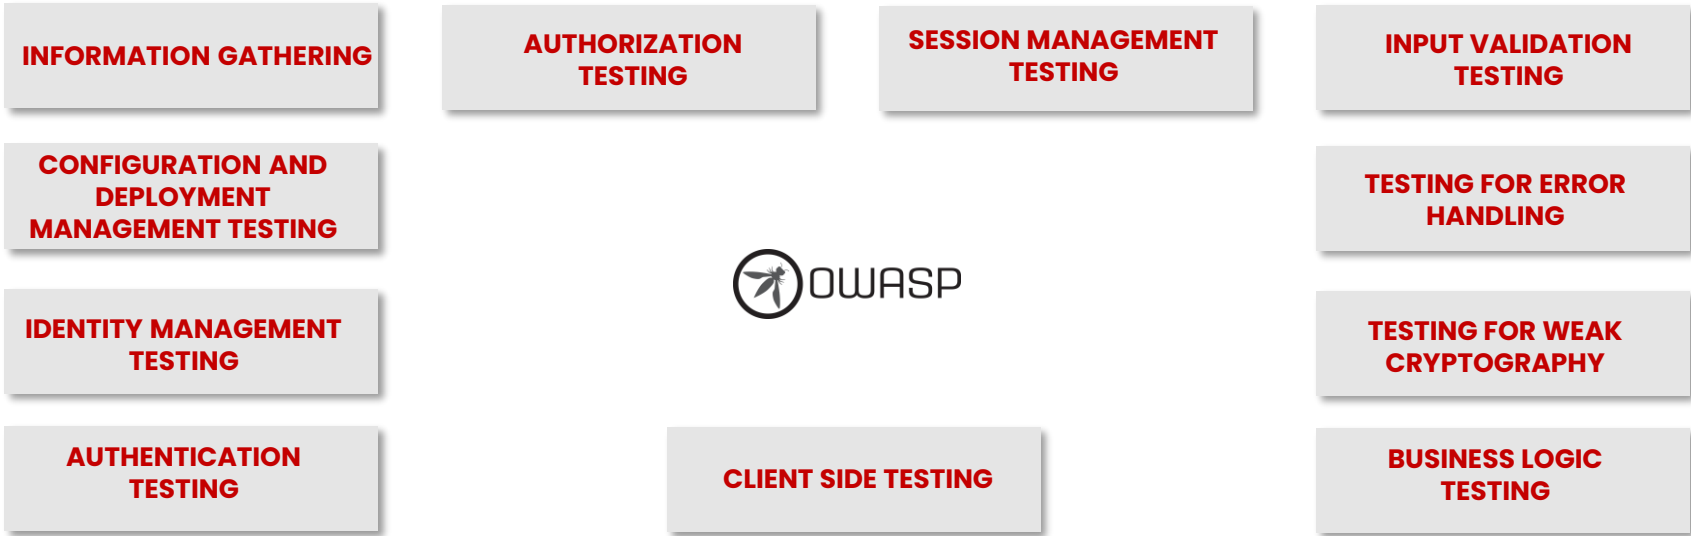 INFORMATION GATHERING
AUTHORIZATION
TESTING
SESSION MANAGEMENT
TESTING
INPUT VALIDATION
TESTING
CONFIGURATION AND
DEPLOYMENT
MANAGEMENT TESTING
TESTING FOR ERROR
HANDLING
OWASP
IDENTITY MANAGEMENT
TESTING
TESTING FOR WEAK
CRYPTOGRAPHY
AUTHENTICATION
TESTING
CLIENT SIDE TESTING
BUSINESS LOGIC
TESTING